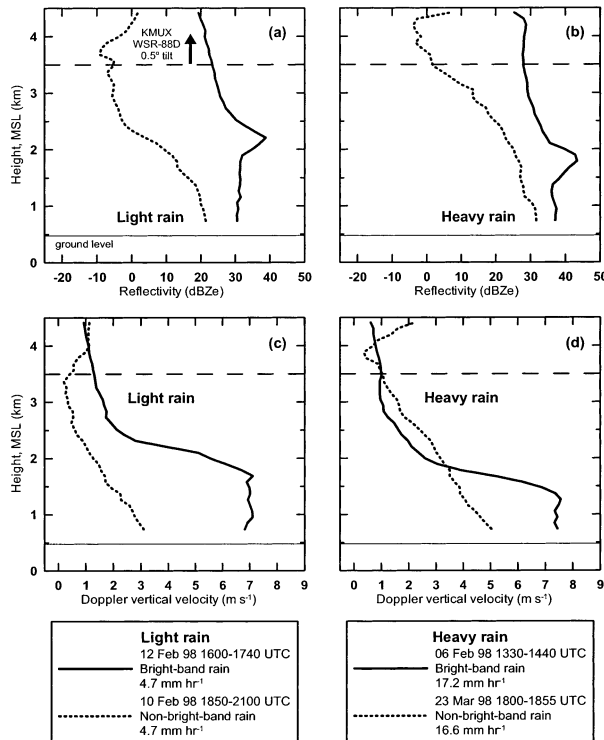 (a)
KMUX
WSR-88D
0.5° tilt
Height, MSL (km)
4
3
2
1
0
Light rain
ground level
-20 -10 0 10 20 30 40 50
Reflectivity (dBZe)
(b)
Heavy rain
-20 -10 0 10 20 30 40 50
Reflectivity (dBZe)
(c)
Light rain
Height, MSL (km)
4
3
2
1
0
0 1 2 3 4 5 6 7 8 9
Doppler vertical velocity (m s-1)
(d)
Heavy rain
0 1 2 3 4 5 6 7 8 9
Doppler vertical velocity (m s-1)
Light rain
12 Feb 98 1600-1740 UTC
Bright-band rain
4.7 mm hr-1
10 Feb 98 1850-2100 UTC
Non-bright-band rain
4.7 mm hr-1
Heavy rain
06 Feb 98 1330-1440 UTC
Bright-band rain
17.2 mm hr-1
23 Mar 98 1800-1855 UTC
Non-bright-band rain
16.6 mm hr-1